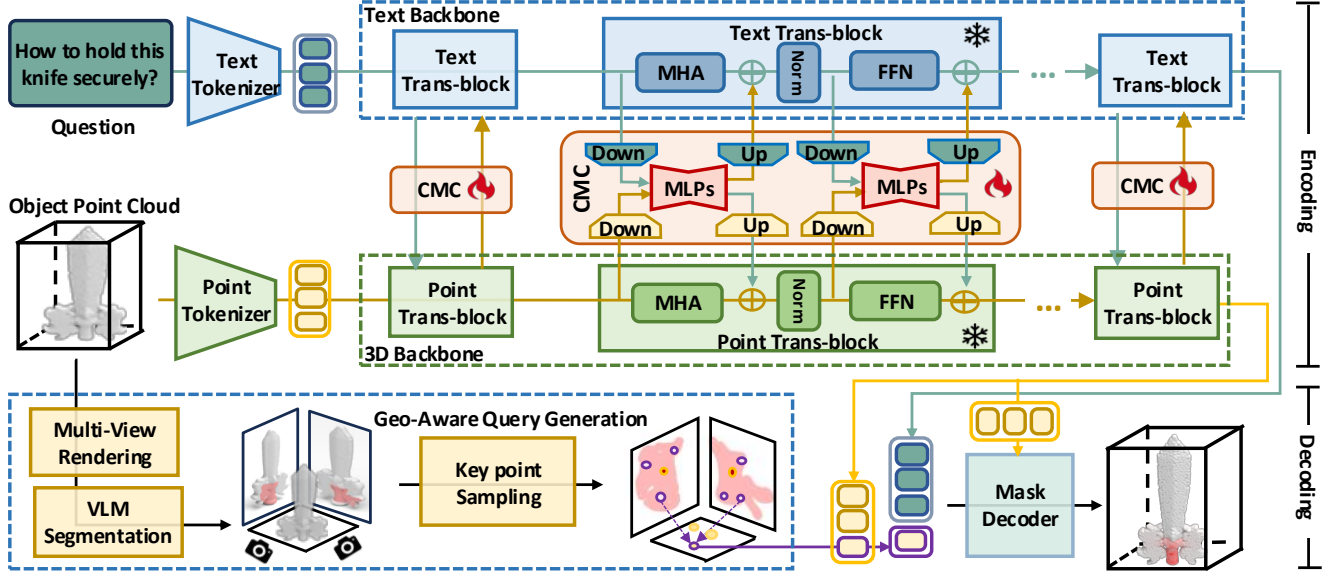 How to hold this
knife securely?
Question
Text
Tokenizer
Text Backbone
Text
Trans-block
Text Trans-block
MHA
Norm
FFN
...
Text
Trans-block
Encoding
CMC
CMC
Down
Up
Down
Up
MLPs
MLPs
Down
Up
Down
Up
CMC
Object Point Cloud
Point
Tokenizer
Point
Trans-block
3D Backbone
MHA
Norm
FFN
Point Trans-block
...
Point
Trans-block
Decoding
Geo-Aware Query Generation
Multi-View
Rendering
VLM
Segmentation
Key point
Sampling
Mask
Decoder